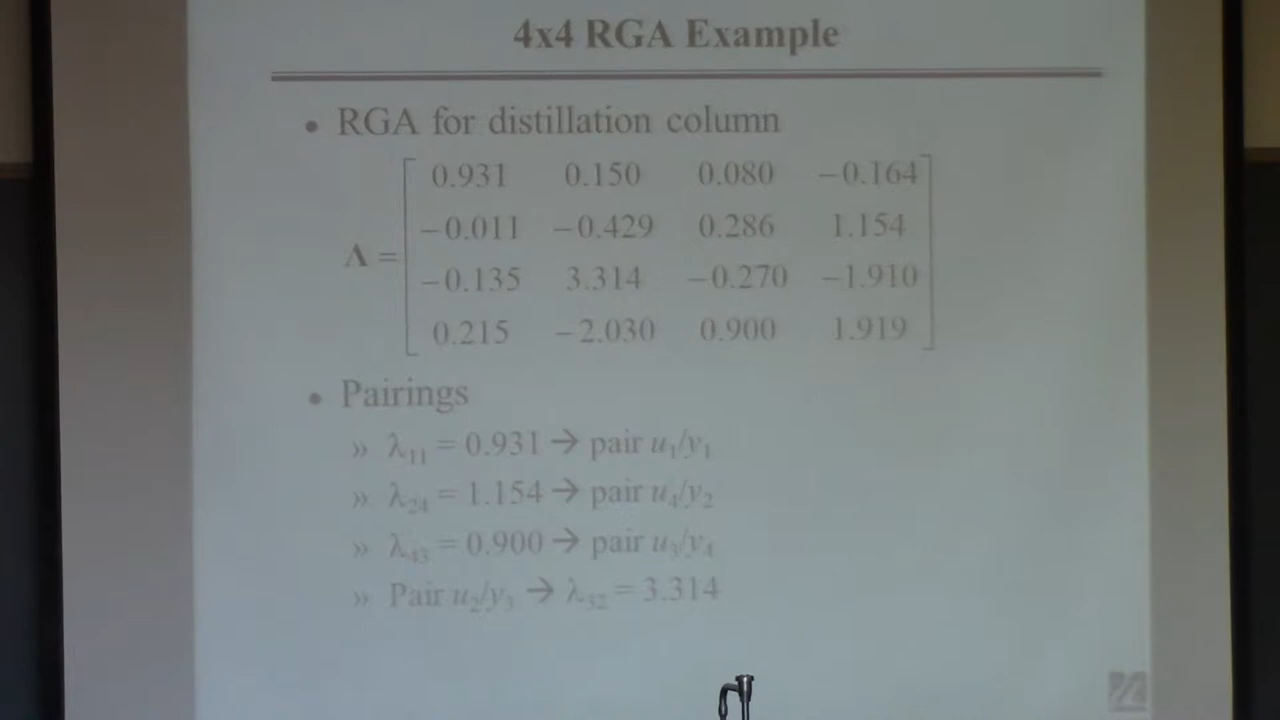 4x4 RGA Example
• RGA for distillation column
Λ =
0.931 0.150 0.080 −0.164
−0.011 −0.429 0.286 1.154
−0.135 3.314 −0.270 −1.910
0.215 −2.030 0.900 1.919
• Pairings
» λ₁₁ = 0.931 → pair u₁/y₁
» λ₂₄ = 1.154 → pair u₄/y₂
» λ₄₃ = 0.900 → pair u₃/y₄
» Pair u₂/y₃ → λ₃₂ = 3.314